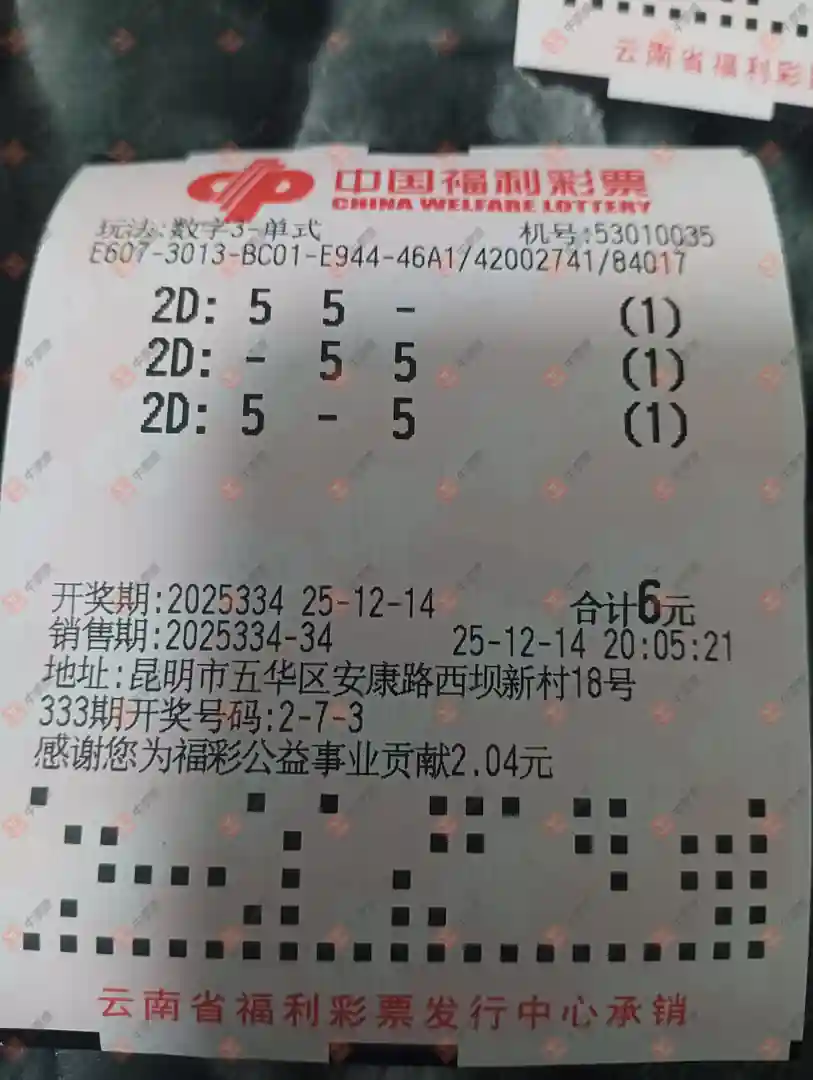 云南省福利彩
中国福利彩票
CHINA WELFARE LOTTERY
玩法:数字3-单式 机号:53010035
E607-3013-BC01-E944-46A1/42002741/84017
2D: 5 5 - (1)
2D: - 5 5 (1)
2D: 5 - 5 (1)
开奖期:2025334 25-12-14 合计6元
销售期:2025334-34 25-12-14 20:05:21
地址:昆明市五华区安康路西坝新村18号
333期开奖号码:2-7-3
感谢您为福彩公益事业贡献2.04元
云南省福利彩票发行中心承销